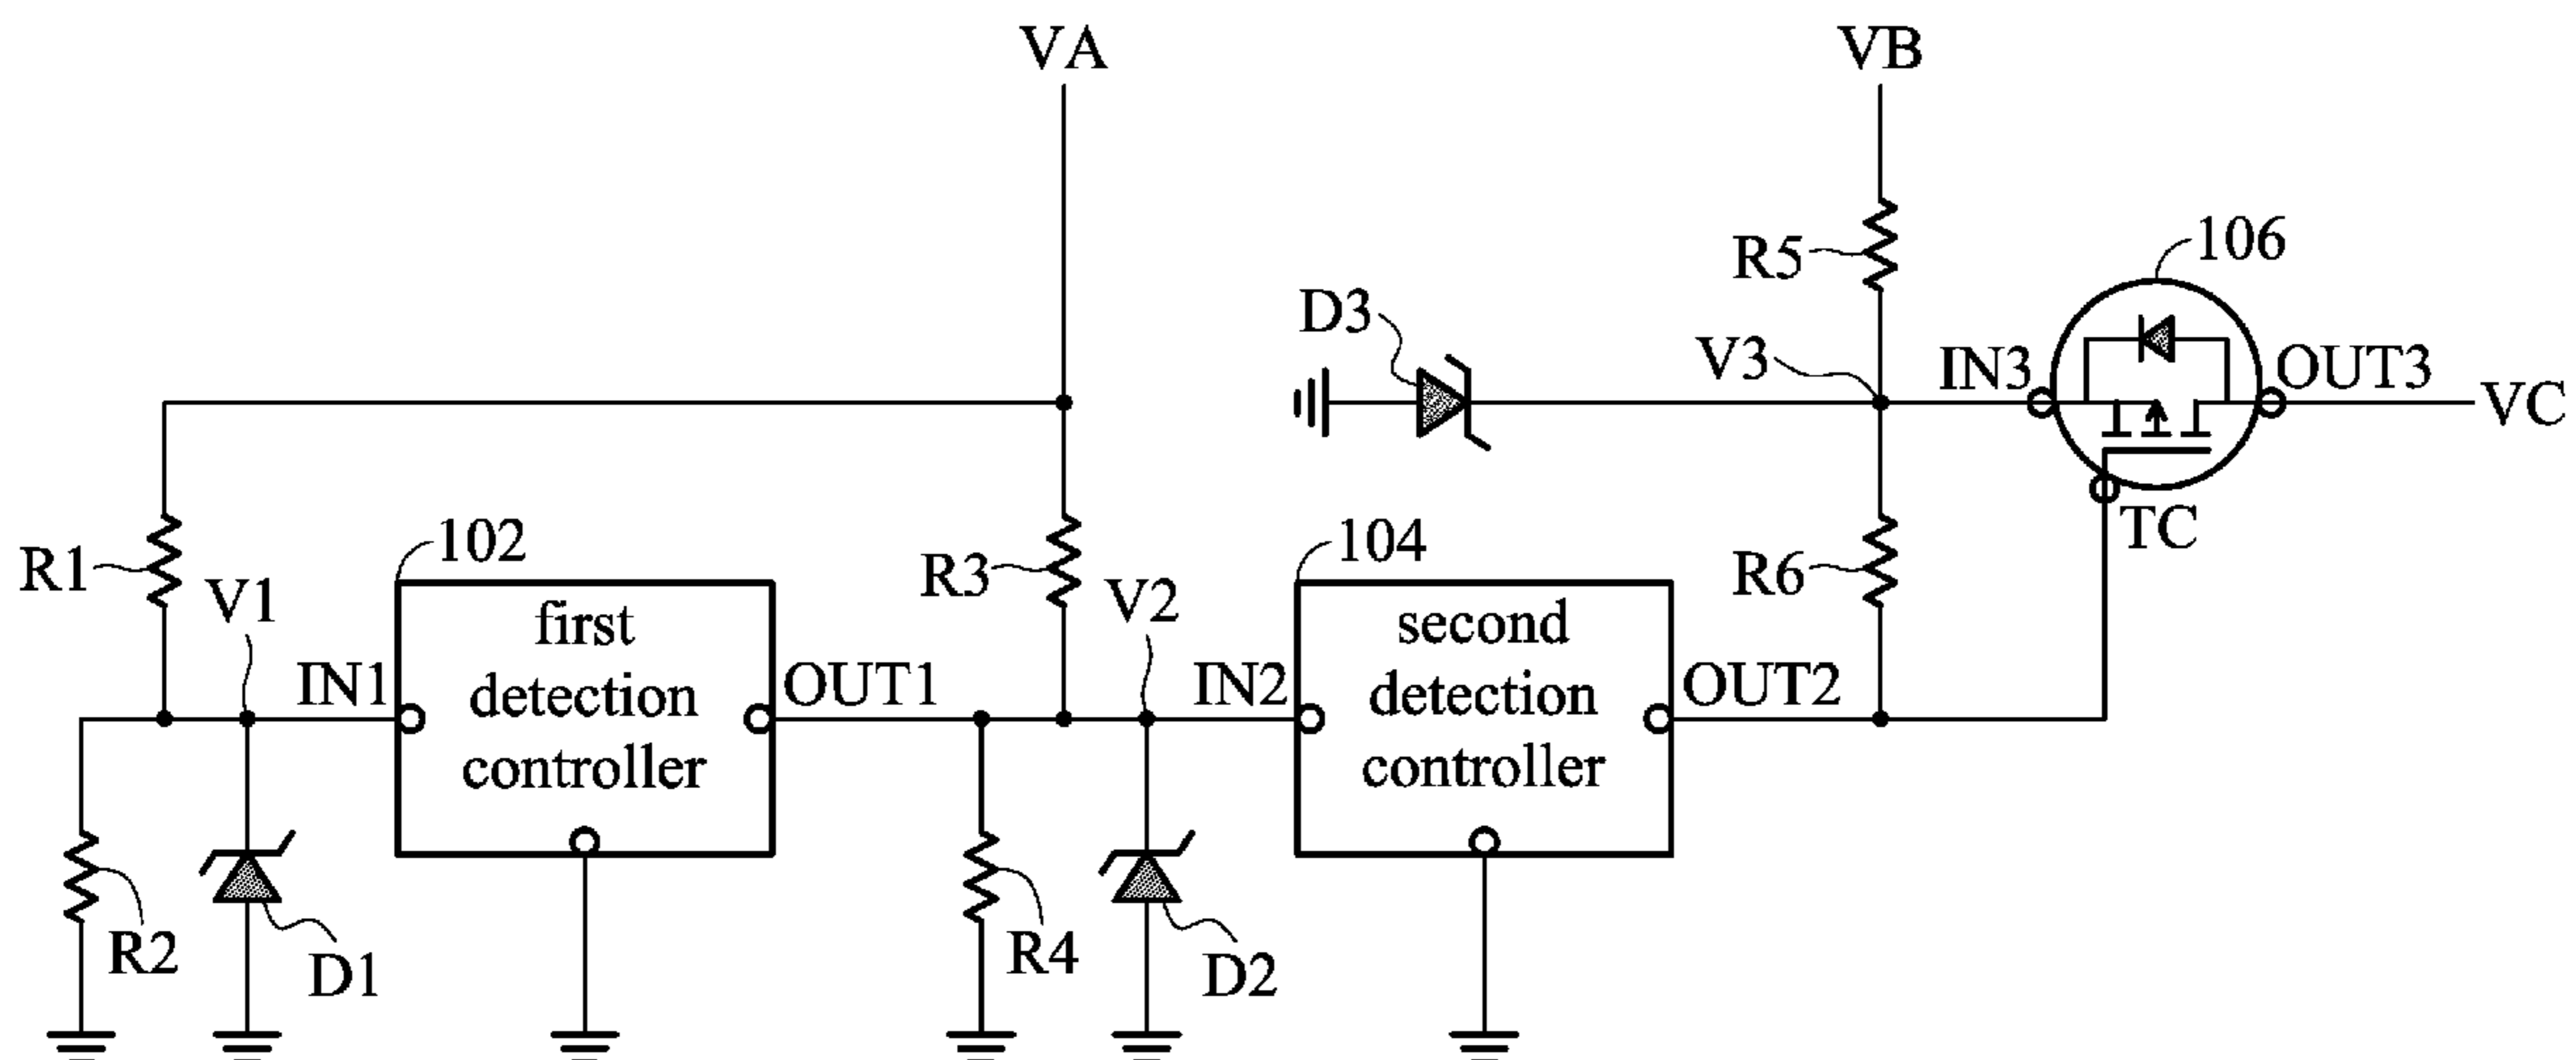 VA
VB
106
R5
D3
V3
IN3
OUT3
VC
TC
R1
V1
102
R3
V2
104
R6
IN1
first
detection
controller
OUT1
IN2
second
detection
controller
OUT2
R2
D1
R4
D2